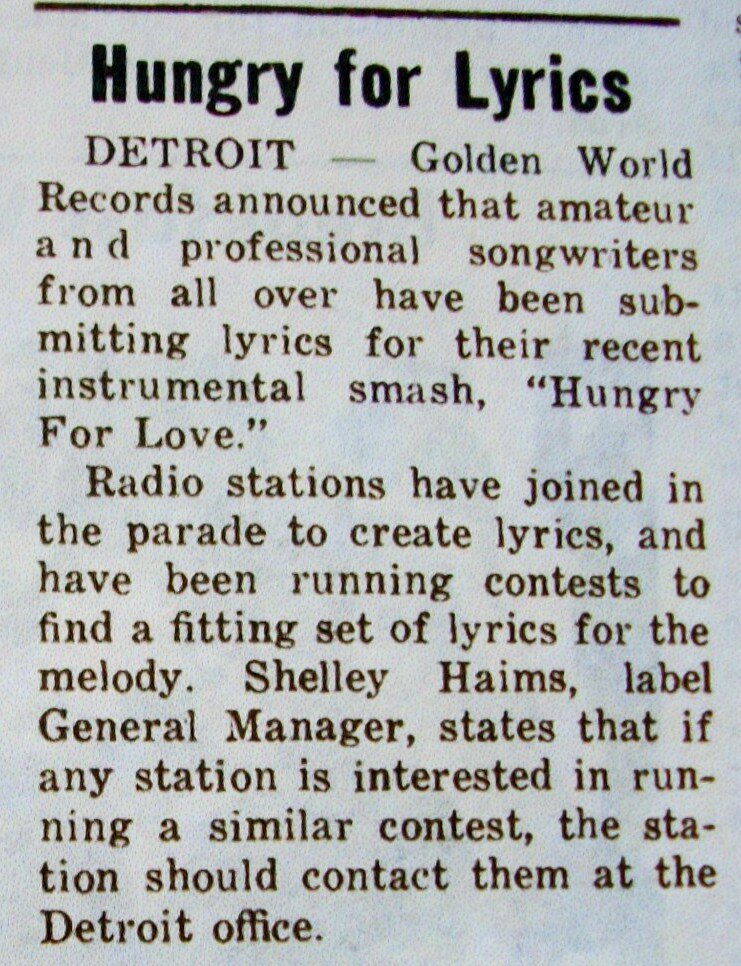 Hungry for Lyrics
DETROIT — Golden World
Records announced that amateur
and professional songwriters
from all over have been sub-
mitting lyrics for their recent
instrumental smash, “Hungry
For Love.”
Radio stations have joined in
the parade to create lyrics, and
have been running contests to
find a fitting set of lyrics for the
melody. Shelley Haims, label
General Manager, states that if
any station is interested in run-
ning a similar contest, the sta-
tion should contact them at the
Detroit office.